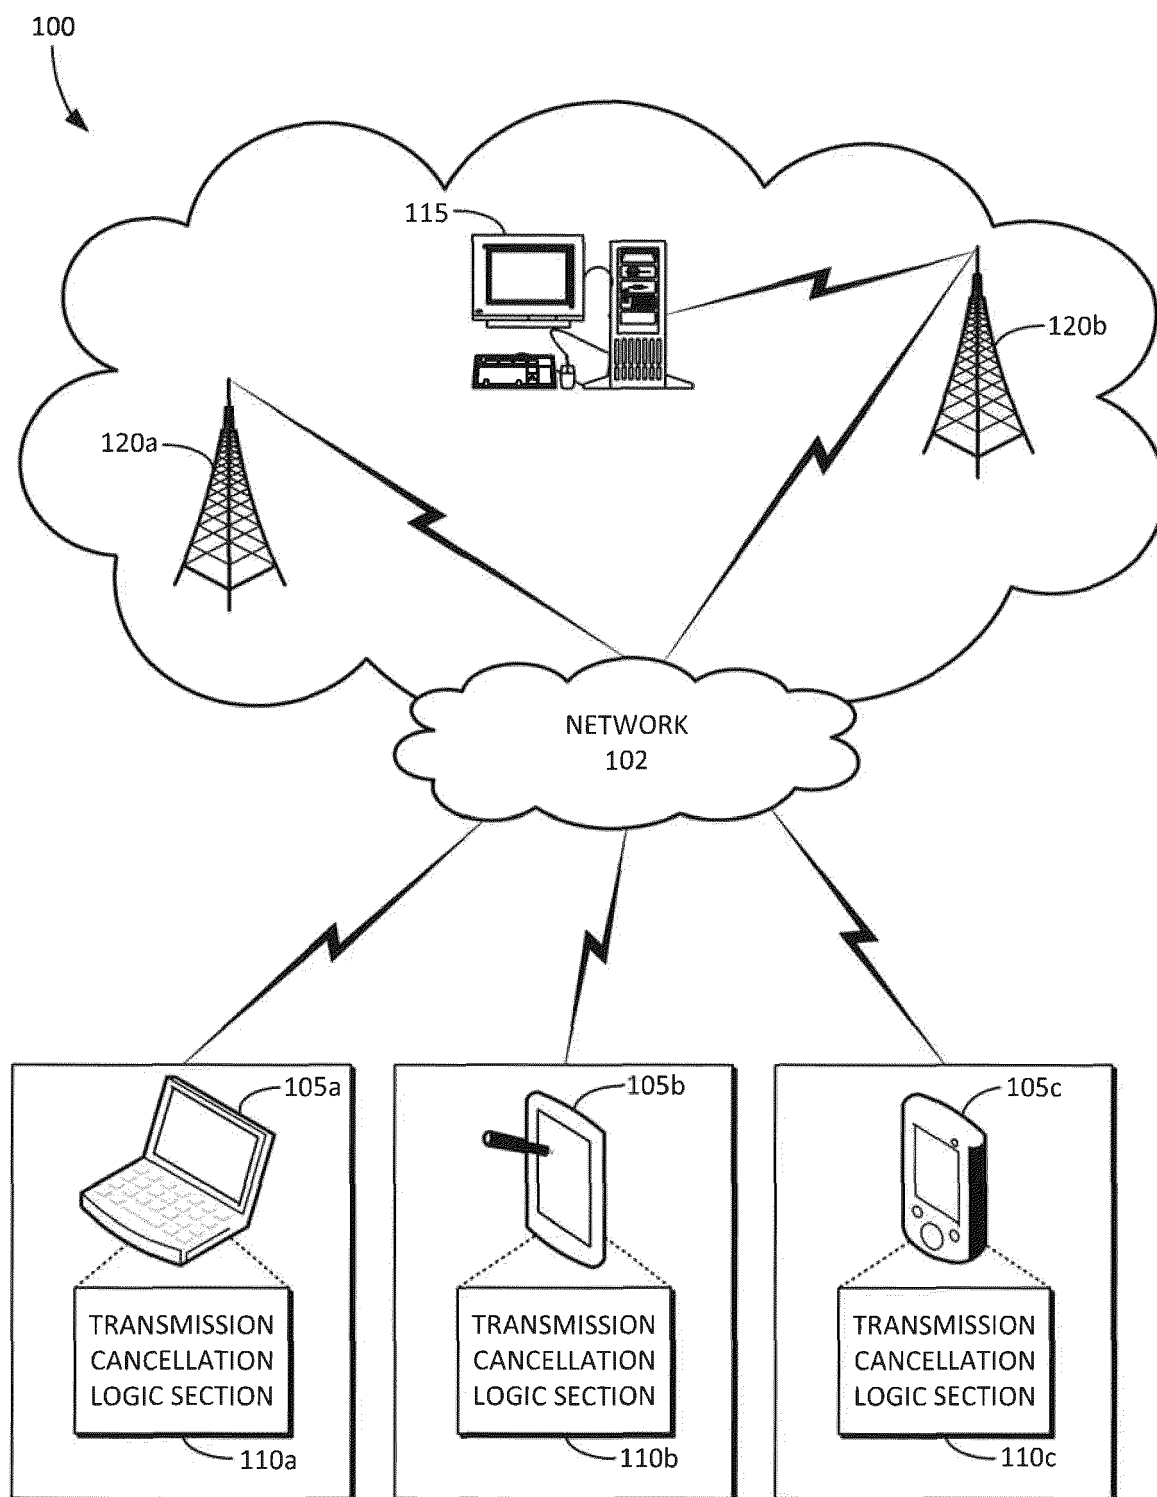 100
115
120b
120a
NETWORK
102
105a
105b
105c
TRANSMISSION
CANCELLATION
LOGIC SECTION
TRANSMISSION
CANCELLATION
LOGIC SECTION
TRANSMISSION
CANCELLATION
LOGIC SECTION
110a
110b
110c